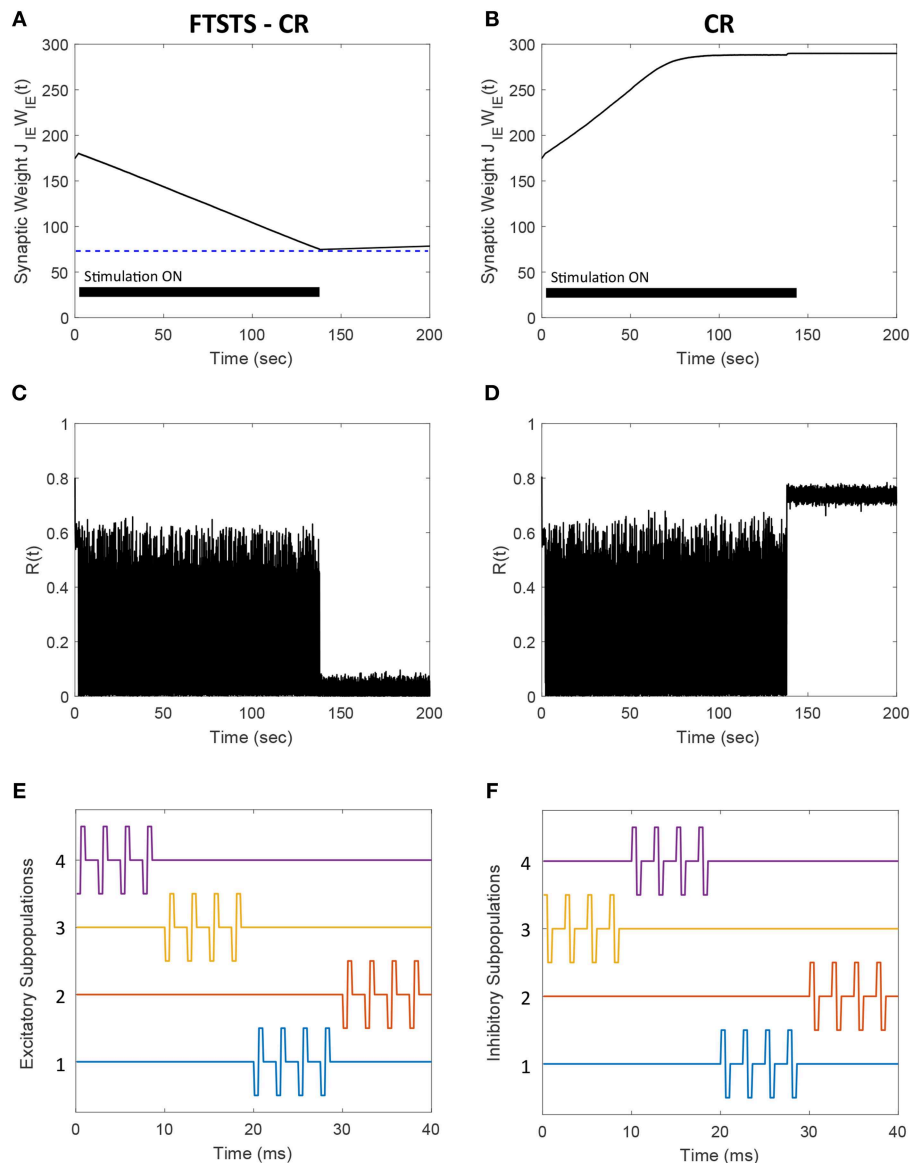 A
FTSTS - CR
Synaptic Weight J_IE W_IE(t)
300
250
200
150
100
50
0
Stimulation ON
0 50 100 150 200
Time (sec)
B
CR
Synaptic Weight J_IE W_IE(t)
300
250
200
150
100
50
0
Stimulation ON
0 50 100 150 200
Time (sec)
C
R(t)
1
0.8
0.6
0.4
0.2
0
0 50 100 150 200
Time (sec)
D
R(t)
1
0.8
0.6
0.4
0.2
0
0 50 100 150 200
Time (sec)
E
Excitatory Subpopulationss
4
3
2
1
0 10 20 30 40
Time (ms)
F
Inhibitory Subpopulationss
4
3
2
1
0 10 20 30 40
Time (ms)